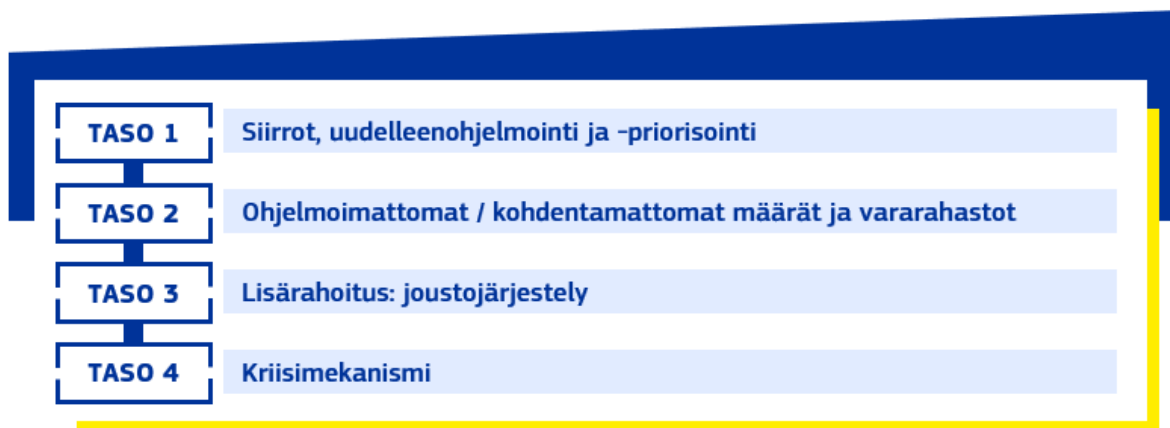 TASO 1
Siirrot, uudelleenohjelmointi ja -priorisointi
TASO 2
Ohjelmoimattomat / kohdentamattomat määrät ja vararahastot
TASO 3
Lisärahoitus: joustojärjestely
TASO 4
Kriisimekanismi